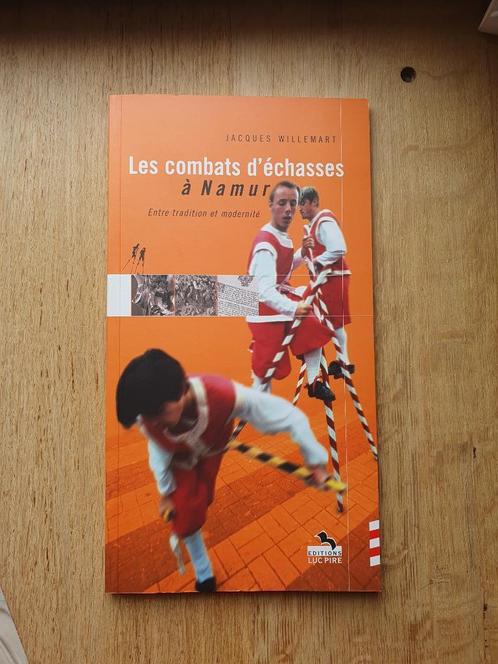 JACQUES WILLEMART
Les combats d'échasses
à Namur
Entre tradition et modernité
EDITIONS
LUC PIRE